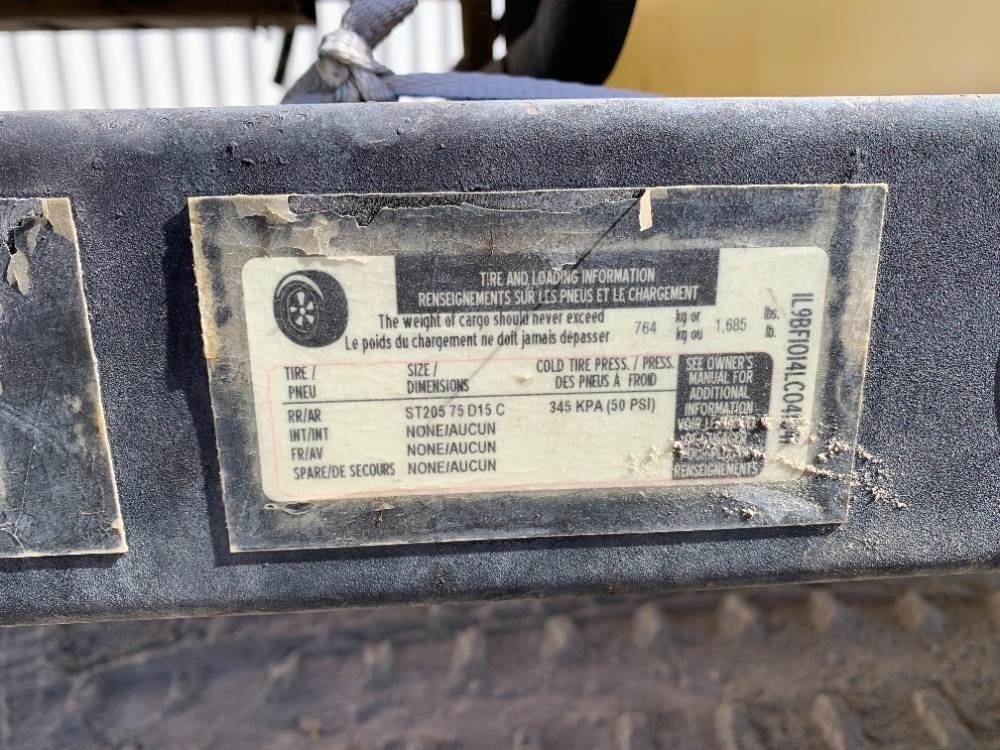 TIRE AND LOADING INFORMATION
RENSEIGNEMENTS SUR LES PNEUS ET LE CHARGEMENT
The weight of cargo should never exceed 764 kg or 1,685 lbs.
Le poids du chargement ne doit jamais dépasser kg ou lb.
TIRE / SIZE / COLD TIRE PRESS. / PRESS.
PNEU DIMENSIONS DES PNEUS À FROID
RR/AR ST205 75 D15 C 345 KPA (50 PSI)
INT/INT NONE/AUCUN
FR/AV NONE/AUCUN
SPARE/DE SECOURS NONE/AUCUN
SEE OWNER'S
MANUAL FOR
ADDITIONAL
INFORMATION
VOIR
RENSEIGNEMENTS